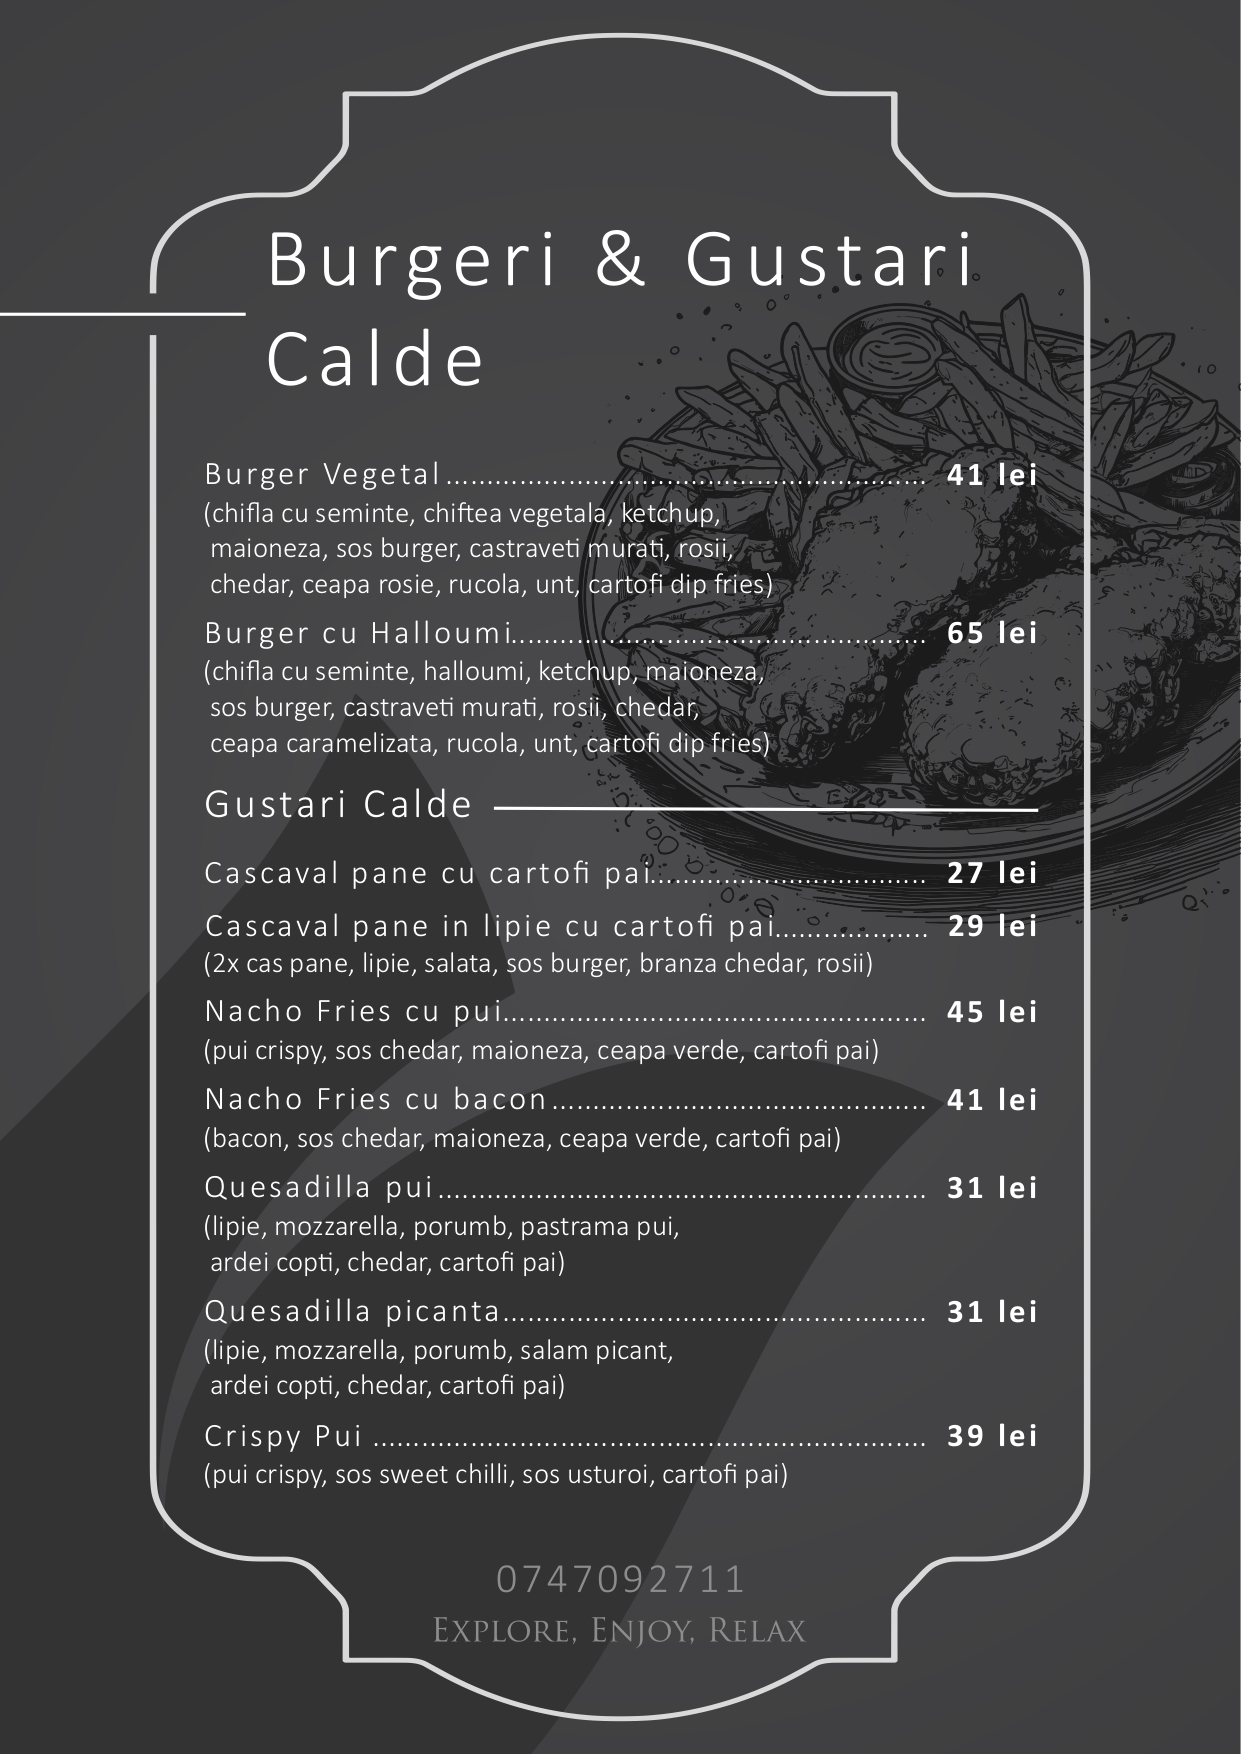 Burgeri & Gustari
Calde
Burger Vegetal........................................................ 41 lei
(chifla cu seminte, chiftea vegetala, ketchup,
maioneza, sos burger, castraveti murati, rosii,
chedar, ceapa rosie, rucola, unt, cartofi dip fries)
Burger cu Halloumi................................................ 65 lei
(chifla cu seminte, halloumi, ketchup, maioneza,
sos burger, castraveti murati, rosii, chedar,
ceapa caramelizata, rucola, unt, cartofi dip fries)
Gustari Calde
Cascaval pane cu cartofi pai................................ 27 lei
Cascaval pane in lipie cu cartofi pai.................. 29 lei
(2x cas pane, lipie, salata, sos burger, branza chedar, rosii)
Nacho Fries cu pui.................................................. 45 lei
(pui crispy, sos chedar, maioneza, ceapa verde, cartofi pai)
Nacho Fries cu bacon............................................ 41 lei
(bacon, sos chedar, maioneza, ceapa verde, cartofi pai)
Quesadilla pui......................................................... 31 lei
(lipie, mozzarella, porumb, pastrama pui,
ardei copti, chedar, cartofi pai)
Quesadilla picanta.................................................. 31 lei
(lipie, mozzarella, porumb, salam picant,
ardei copti, chedar, cartofi pai)
Crispy Pui ................................................................. 39 lei
(pui crispy, sos sweet chilli, sos usturoi, cartofi pai)
0747092711
Explore, Enjoy, Relax